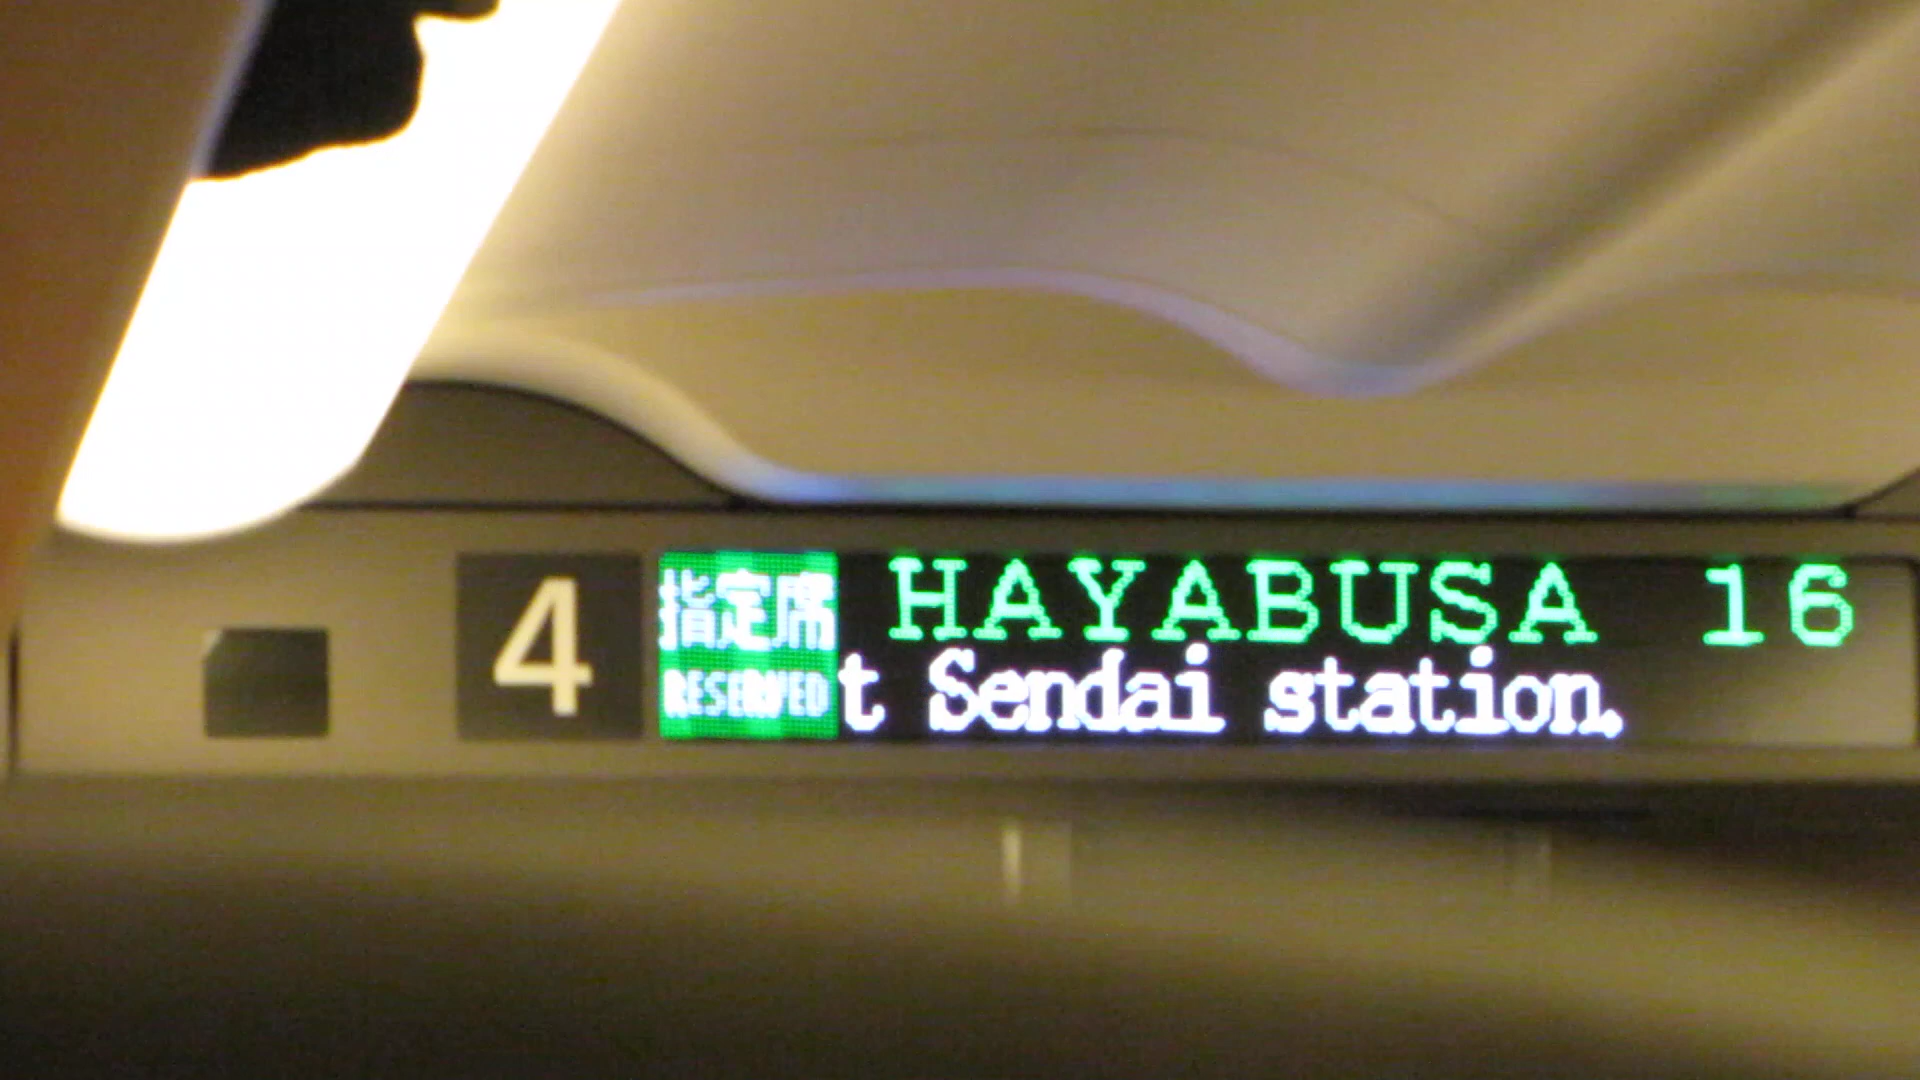 4
指定席
RESERVED
HAYABUSA 16
t Sendai station.